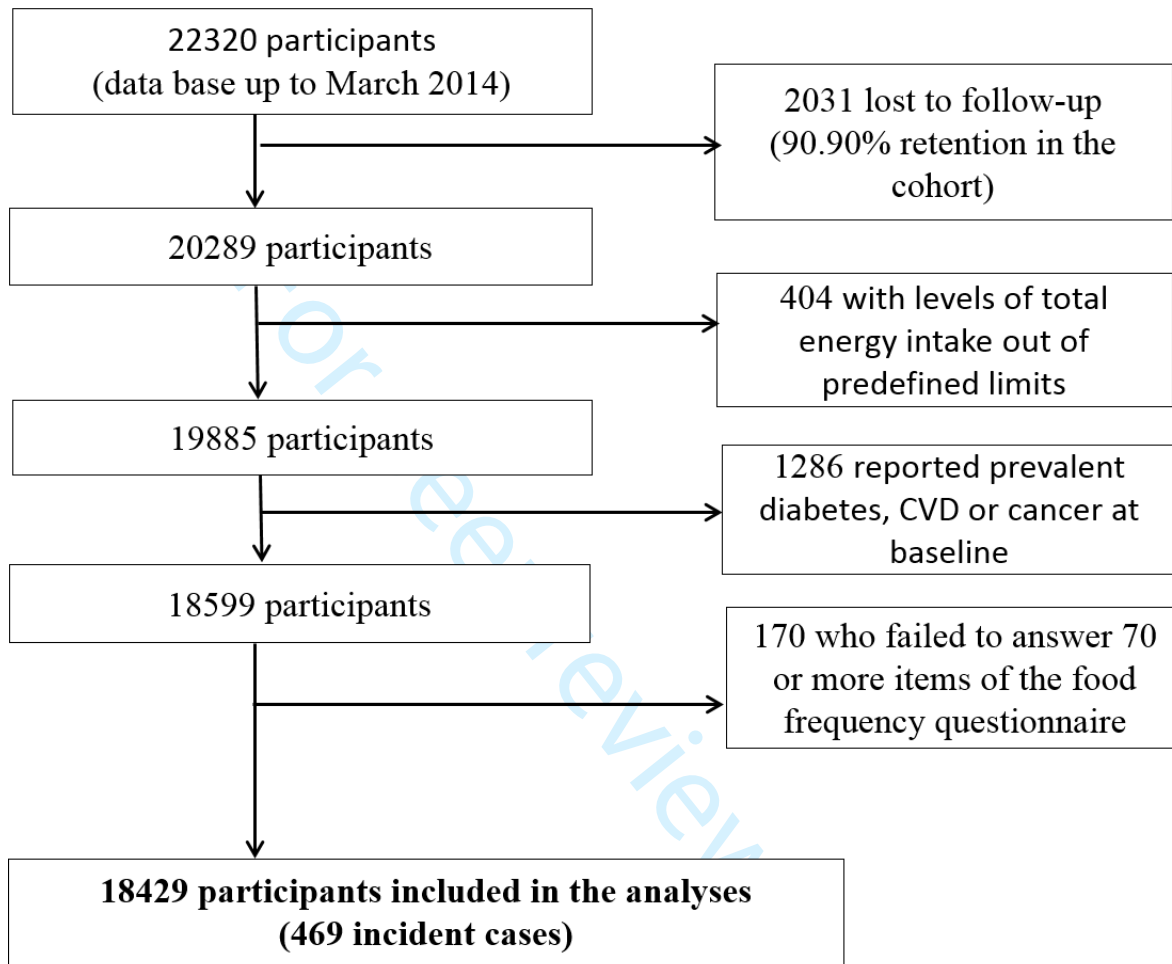 22320 participants
(data base up to March 2014)
2031 lost to follow-up
(90.90% retention in the
cohort)
20289 participants
404 with levels of total
energy intake out of
predefined limits
19885 participants
1286 reported prevalent
diabetes, CVD or cancer at
baseline
18599 participants
170 who failed to answer 70
or more items of the food
frequency questionnaire
18429 participants included in the analyses
(469 incident cases)